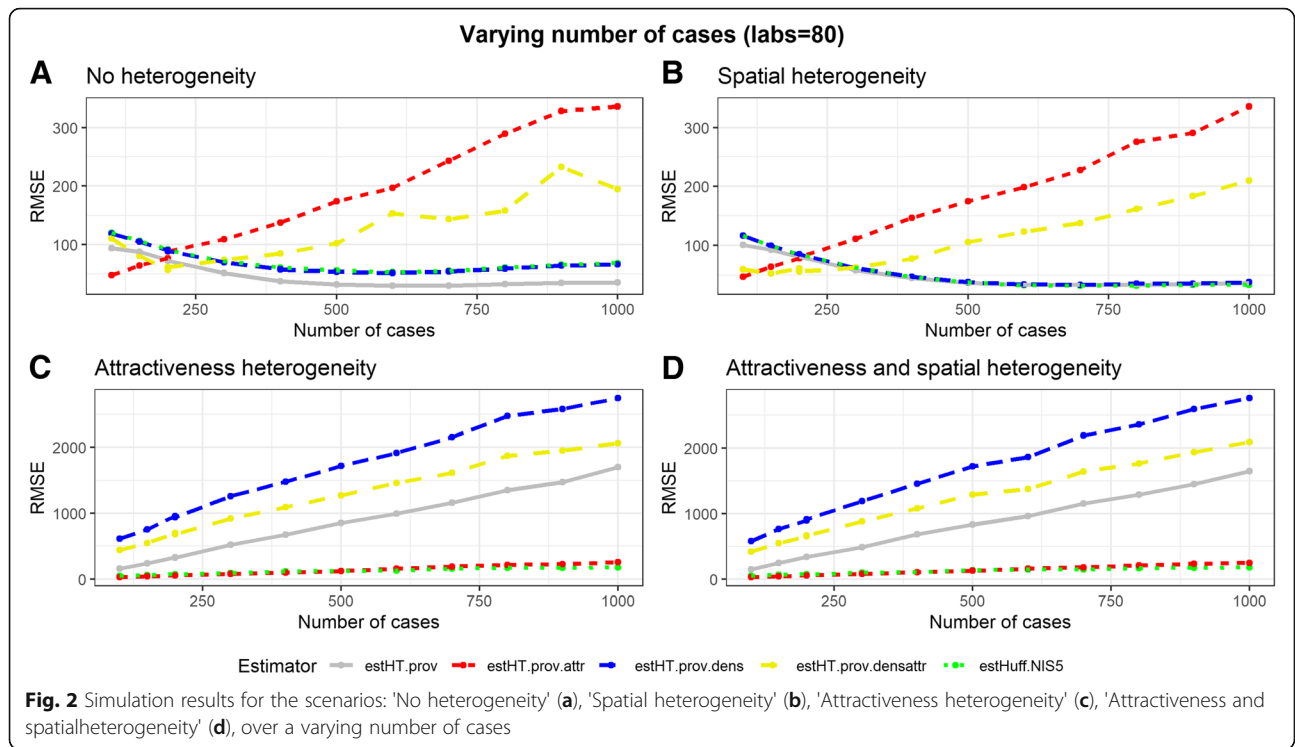 Varying number of cases (labs=80)
A No heterogeneity
RMSE
300
200
100
250 500 750 1000
Number of cases
B Spatial heterogeneity
RMSE
300
200
100
250 500 750 1000
Number of cases
C Attractiveness heterogeneity
RMSE
2000
1000
0
250 500 750 1000
Number of cases
D Attractiveness and spatial heterogeneity
RMSE
2000
1000
0
250 500 750 1000
Number of cases
Estimator estHT.prov estHT.prov.attr estHT.prov.dens estHT.prov.densattr estHuff.NIS5
Fig. 2 Simulation results for the scenarios: 'No heterogeneity' (a), 'Spatial heterogeneity' (b), 'Attractiveness heterogeneity' (c), 'Attractiveness and
spatialheterogeneity' (d), over a varying number of cases